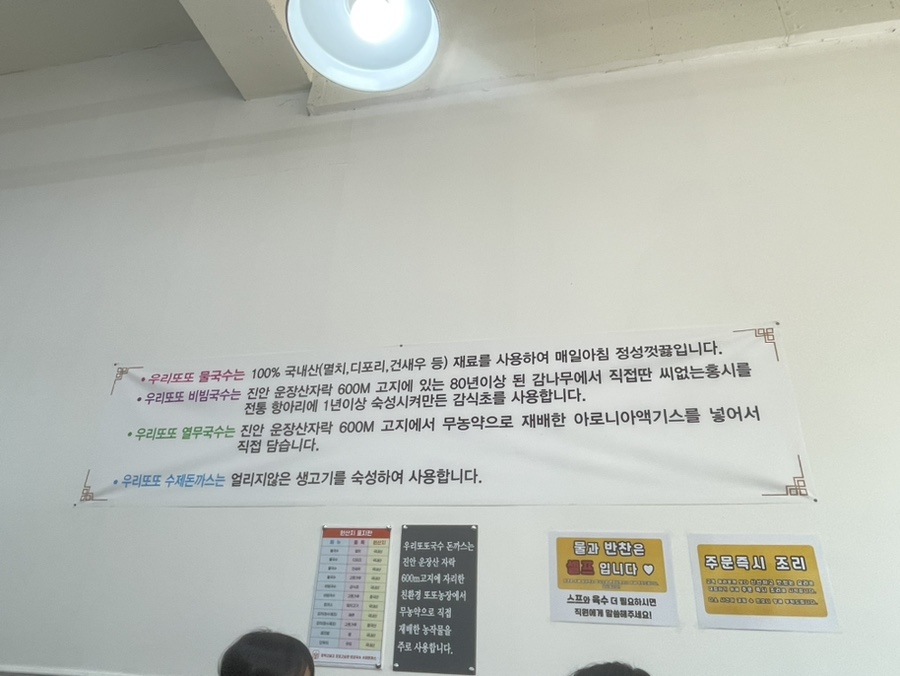 • 우리또또 물국수는 100% 국내산(멸치,디포리,건새우 등) 재료를 사용하여 매일아침 정성껏끓입니다.
• 우리또또 비빔국수는 진안 운장산자락 600M 고지에 있는 80년이상 된 감나무에서 직접딴 씨없는홍시를
전통 항아리에 1년이상 숙성시켜만든 감식초를 사용합니다.
• 우리또또 열무국수는 진안 운장산자락 600M 고지에서 무농약으로 재배한 아로니아액기스를 넣어서
직접 담습니다.
• 우리또또 수제돈까스는 얼리지않은 생고기를 숙성하여 사용합니다.
원산지 표지판
우리또또국수 돈까스는
진안 운장산 자락
600m고지에 자리한
친환경 또또농장에서
무농약으로 직접
재배한 농작물을
주로 사용합니다.
물과 반찬은
셀프 입니다
스프와 육수 더 필요하시면
직원에게 말씀해주세요!
주문즉시 조리